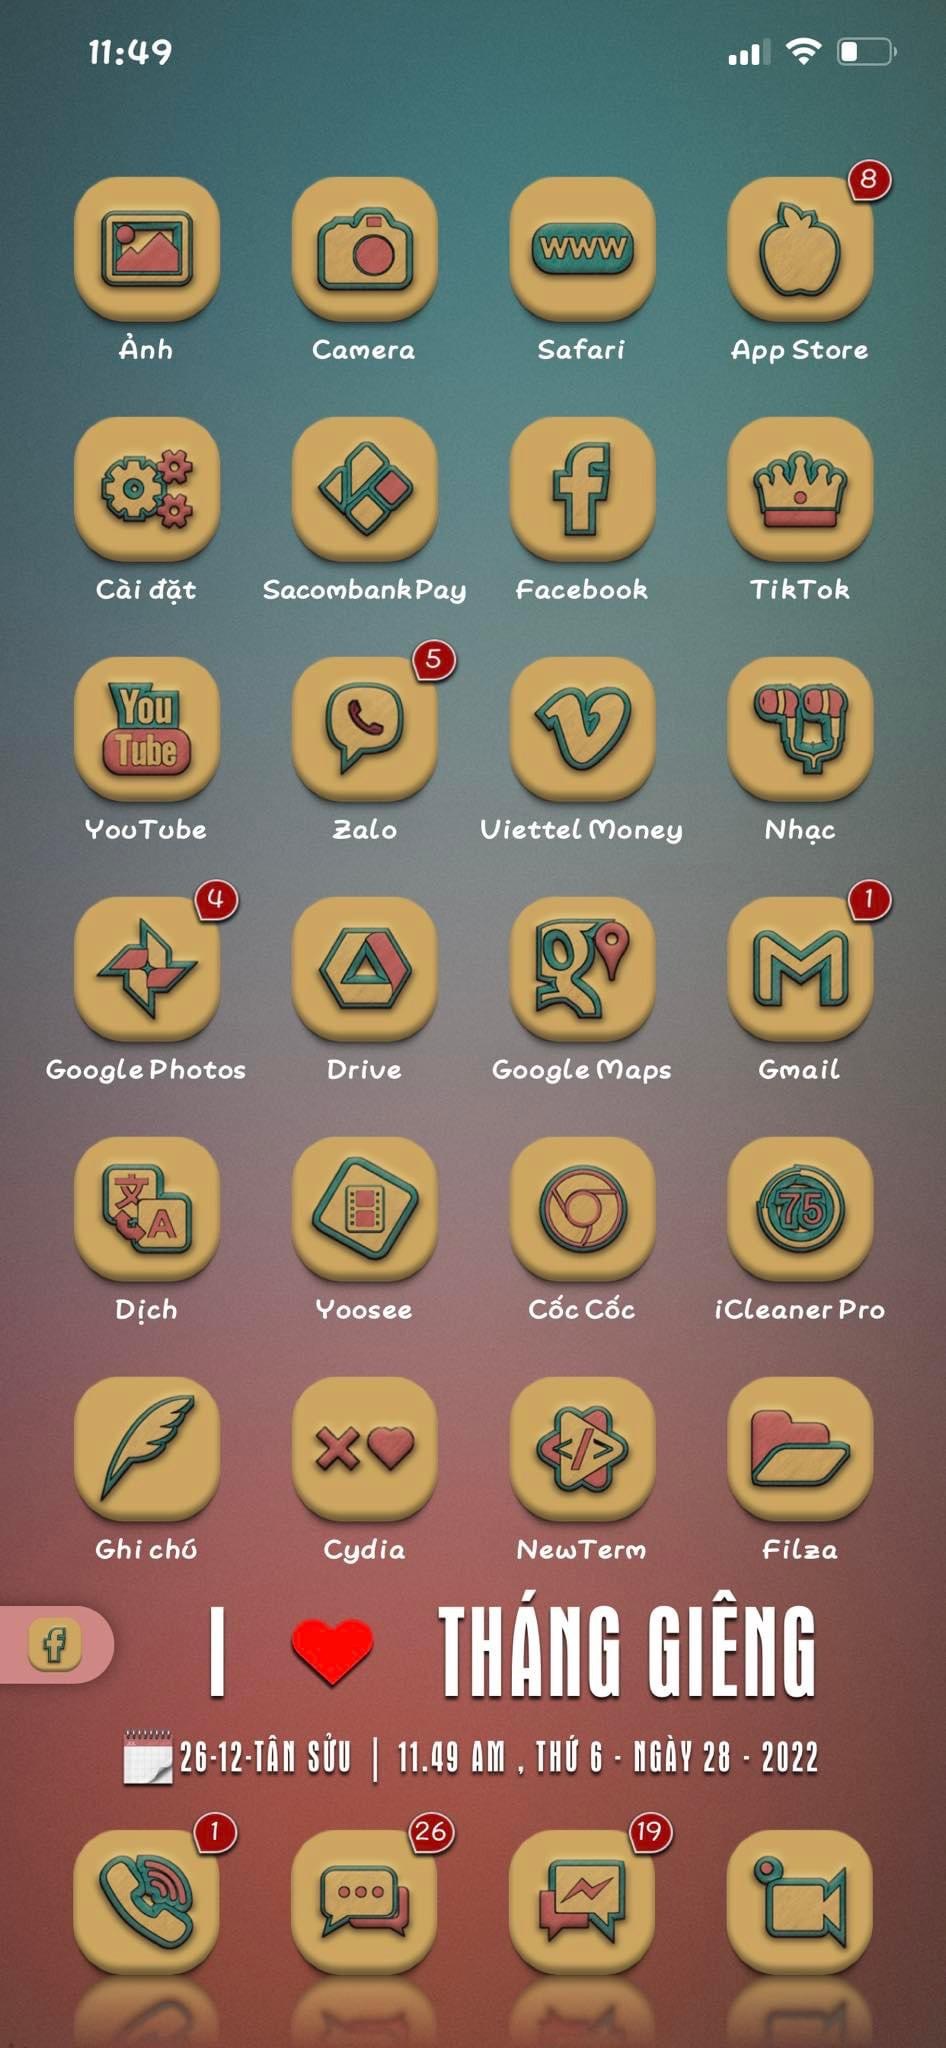 11:49
8
WWW
Ảnh Camera Safari App Store
Cài đặt SacombankPay Facebook TikTok
5
You
Tube
YouTube Zalo Viettel Money Nhạc
4 1
Google Photos Drive Google Maps Gmail
文
A
75
Dịch Yoosee Cốc Cốc iCleaner Pro
</>
Ghi chú Cydia NewTerm Filza
I ❤ THÁNG GIÊNG
26-12-TÂN SỬU | 11.49 AM , THỨ 6 - NGÀY 28 - 2022
1 26 19